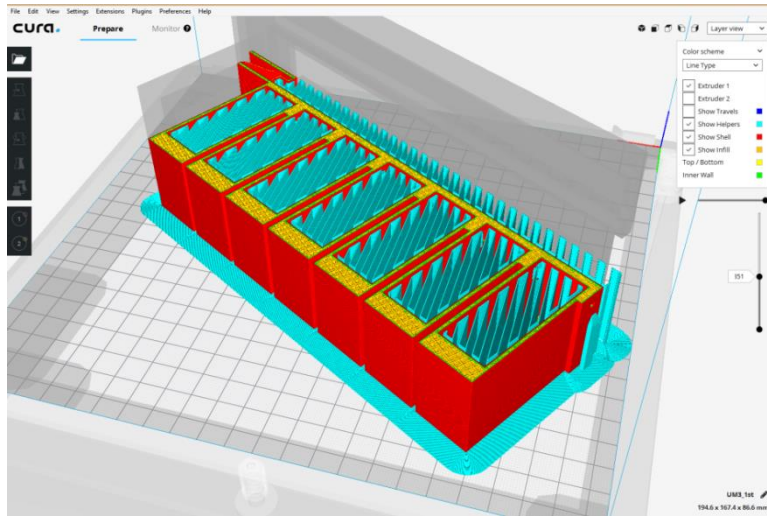 File Edit View Settings Extensions Plugins Preferences Help
cura. Prepare Monitor Layer view
Color scheme
Line Type
Extruder 1
Extruder 2
Show Travels
Show Helpers
Show Shell
Show Infill
Top / Bottom
Inner Wall
151
1
2
UM3_1st
194.6 x 167.4 x 86.6 mm